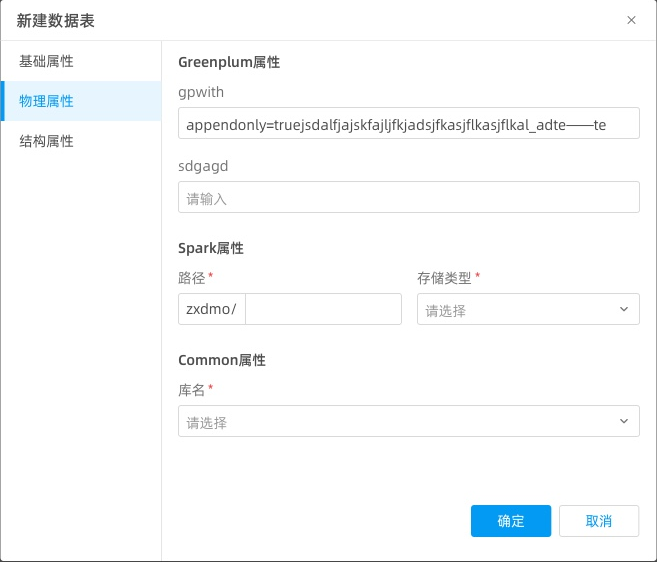 新建数据表
基础属性
物理属性
结构属性
Greenplum属性
gpwith
appendonly=truejsdalfjajskfajljfkjadsjfkasjflkasjflkal_adte——te
sdgagd
请输入
Spark属性
路径* 存储类型*
zxdmo/ 请选择
Common属性
库名*
请选择
确定 取消